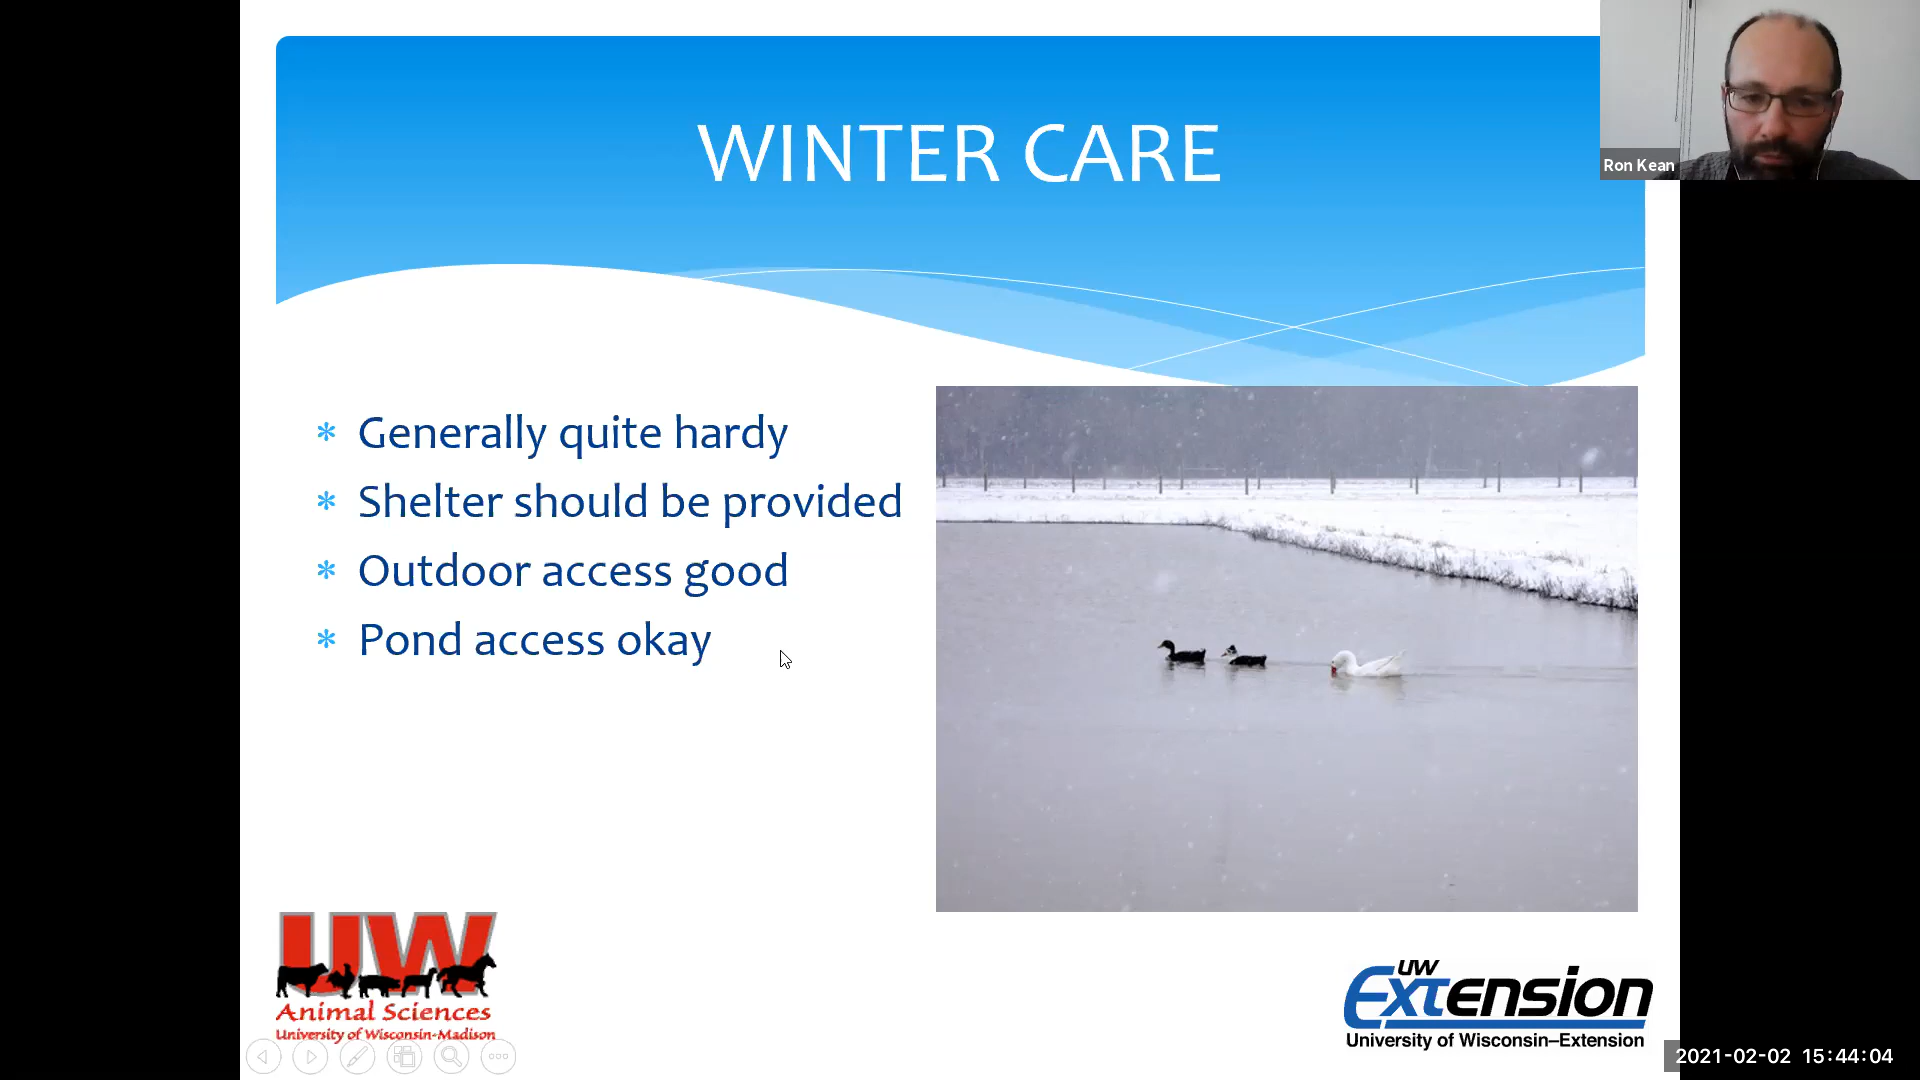 WINTER CARE
Ron Kean
* Generally quite hardy
* Shelter should be provided
* Outdoor access good
* Pond access okay
UW
Animal Sciences
University of Wisconsin-Madison
UW
Extension
University of Wisconsin–Extension
2021-02-02 15:44:04